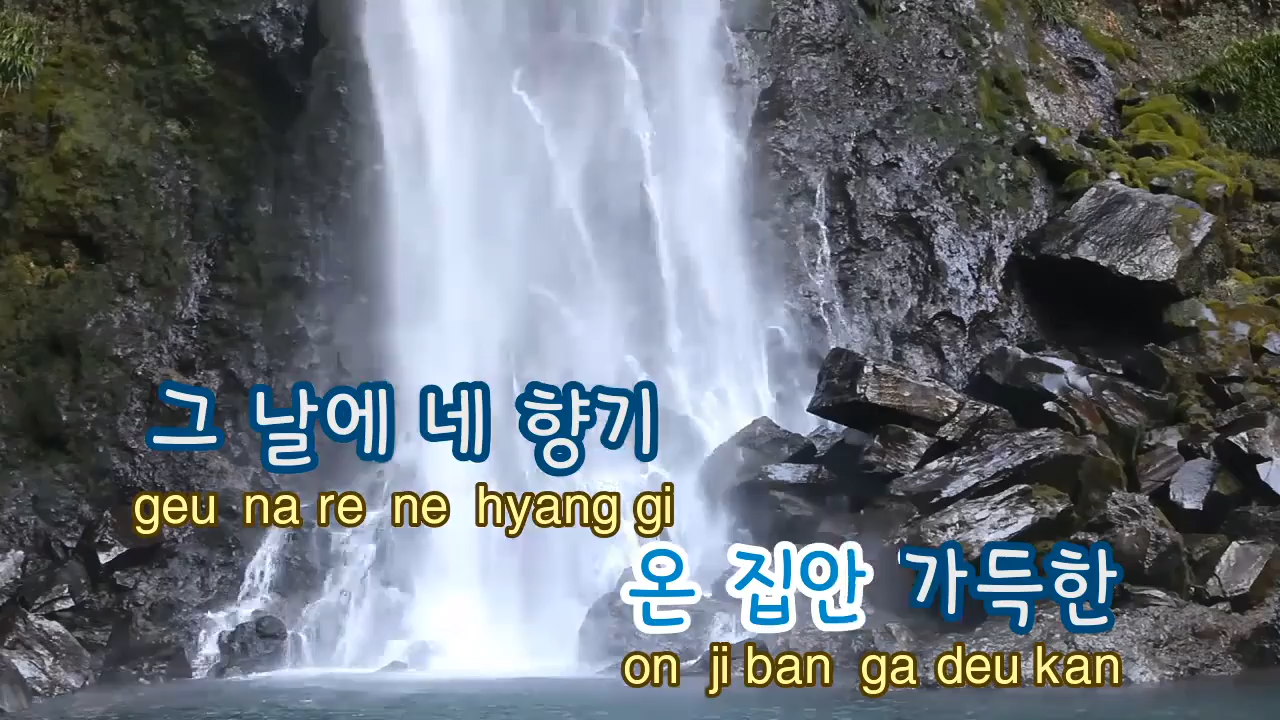 그 날에 네 향기
geu na re ne hyang gi
온 집안 가득한
on ji ban ga deu kan